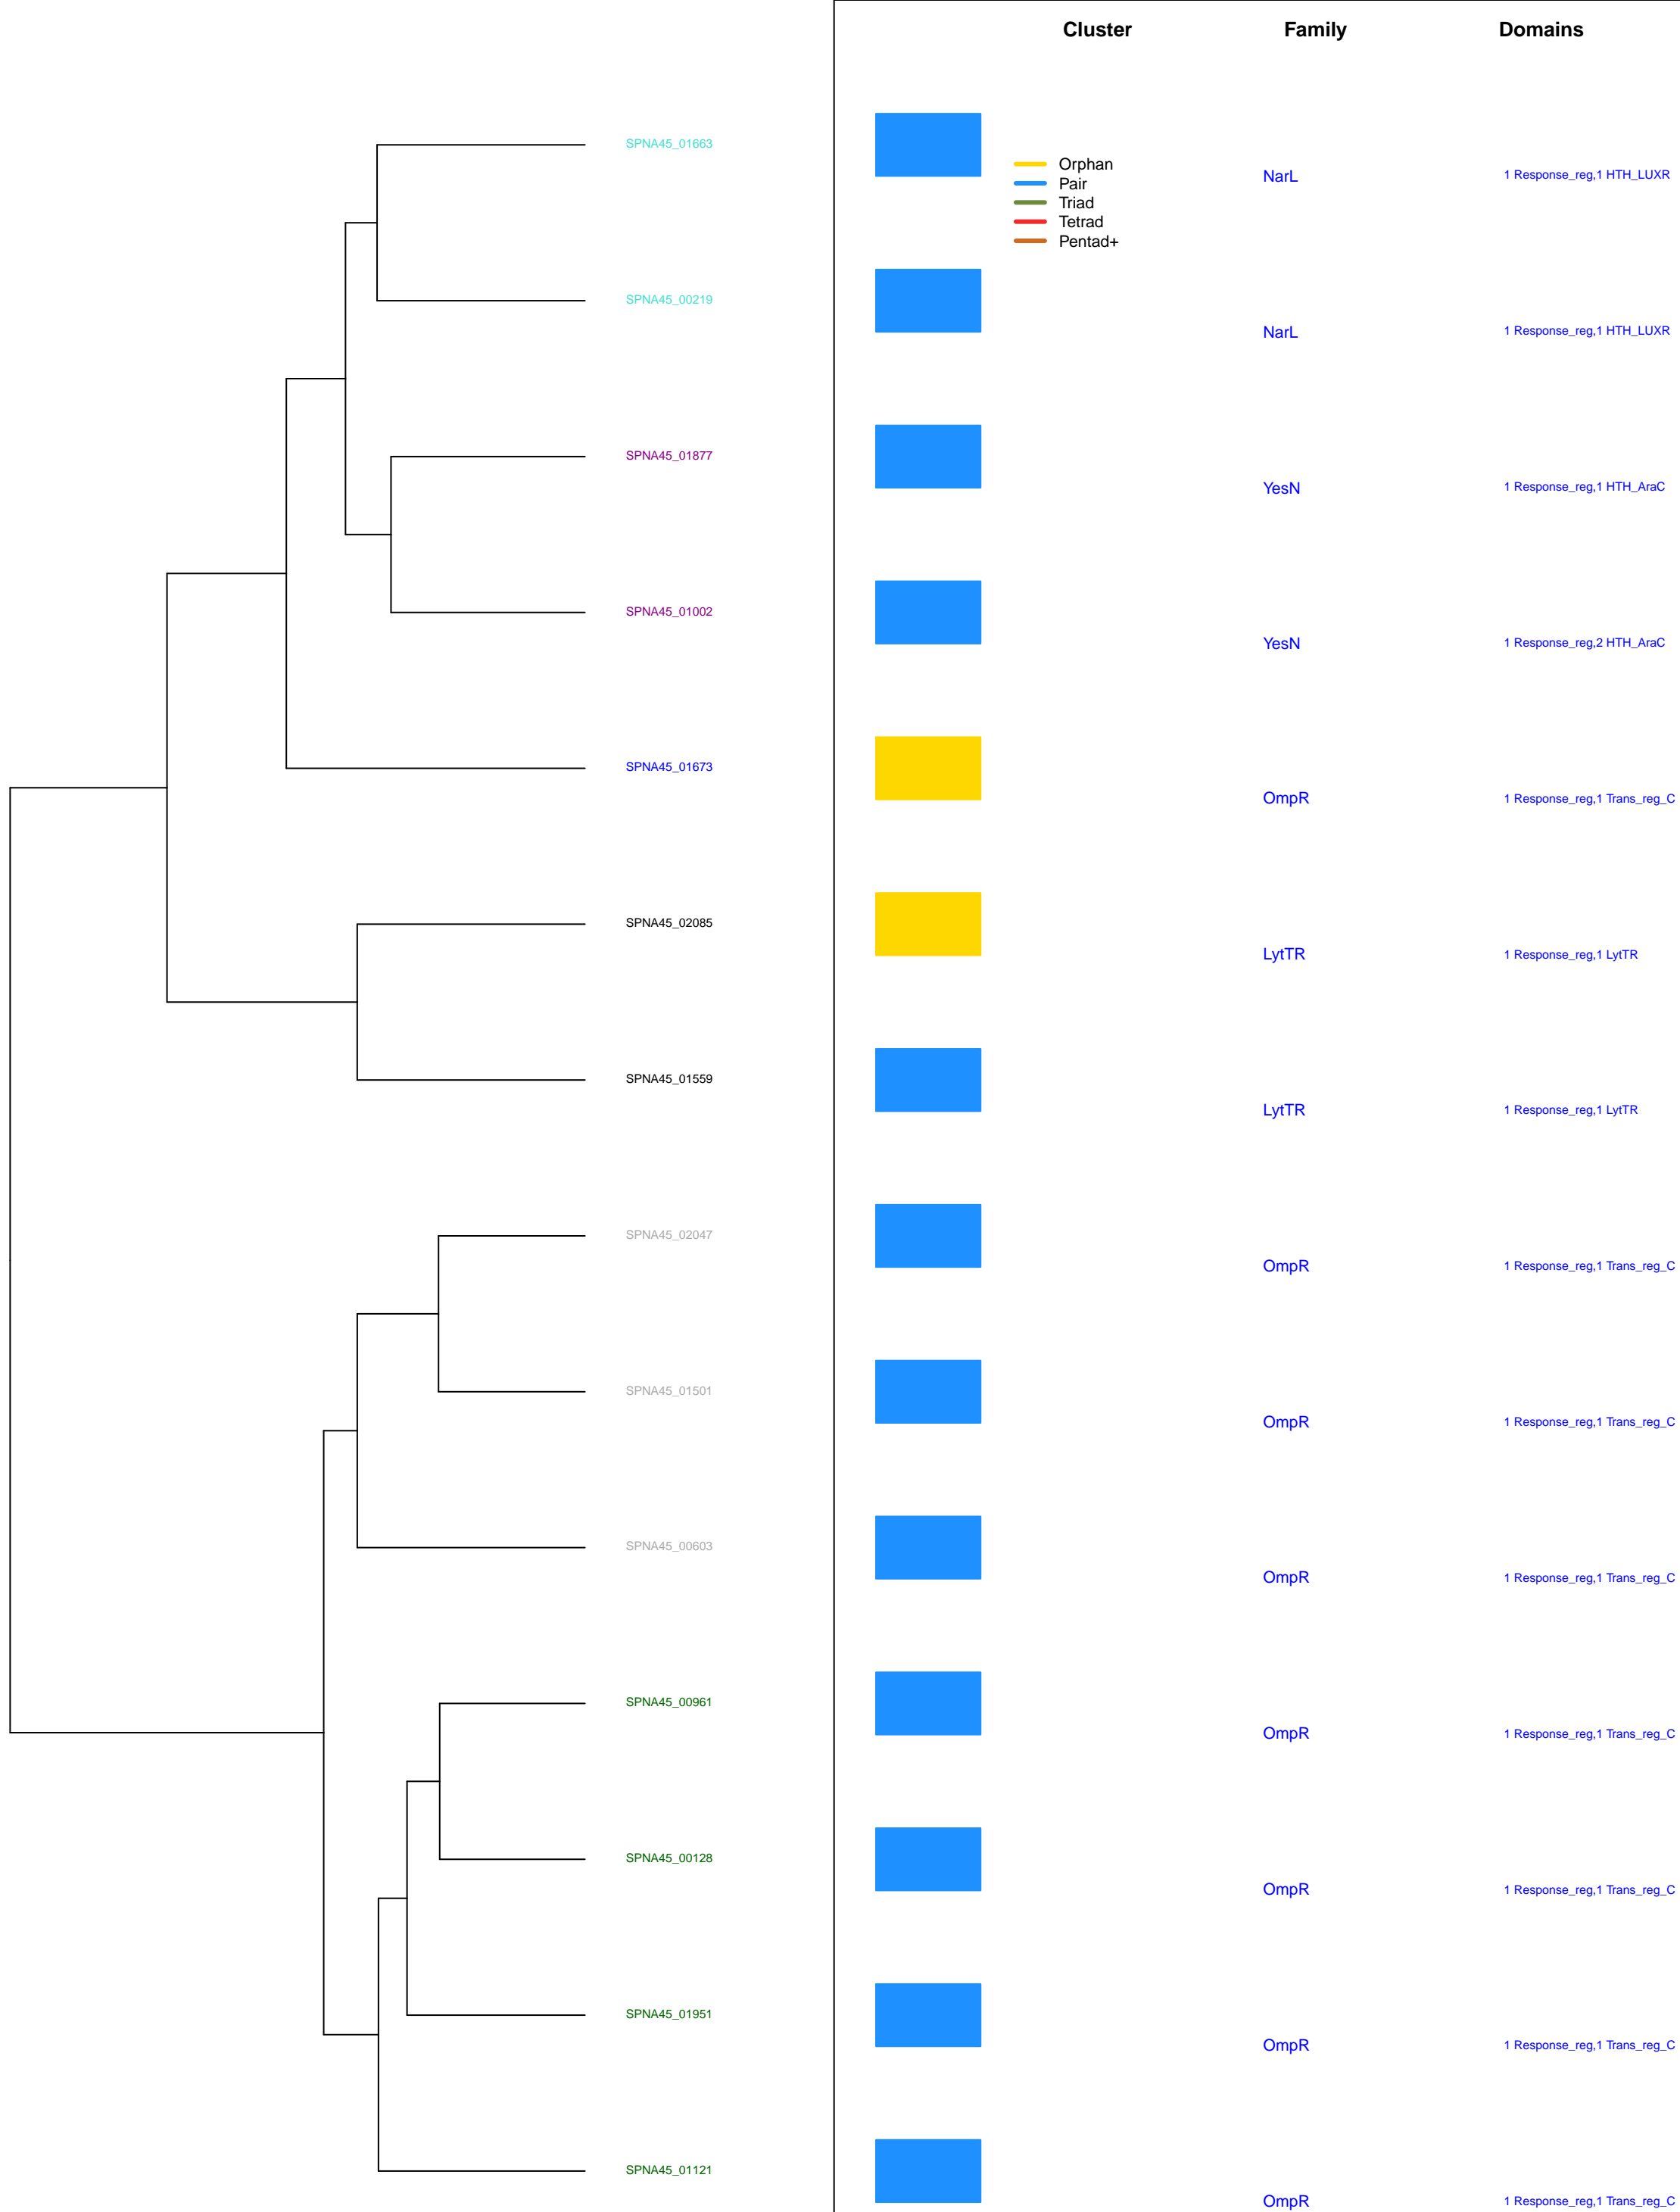 Cluster Family Domains
SPNA45_01663
Orphan
Pair
Triad
Tetrad
Pentad+
NarL 1 Response_reg,1 HTH_LUXR
SPNA45_00219
NarL 1 Response_reg,1 HTH_LUXR
SPNA45_01877
YesN 1 Response_reg,1 HTH_AraC
SPNA45_01002
YesN 1 Response_reg,2 HTH_AraC
SPNA45_01673
OmpR 1 Response_reg,1 Trans_reg_C
SPNA45_02085
LytTR 1 Response_reg,1 LytTR
SPNA45_01559
LytTR 1 Response_reg,1 LytTR
SPNA45_02047
OmpR 1 Response_reg,1 Trans_reg_C
SPNA45_01501
OmpR 1 Response_reg,1 Trans_reg_C
SPNA45_00603
OmpR 1 Response_reg,1 Trans_reg_C
SPNA45_00961
OmpR 1 Response_reg,1 Trans_reg_C
SPNA45_00128
OmpR 1 Response_reg,1 Trans_reg_C
SPNA45_01951
OmpR 1 Response_reg,1 Trans_reg_C
SPNA45_01121
OmpR 1 Response_reg,1 Trans_reg_C